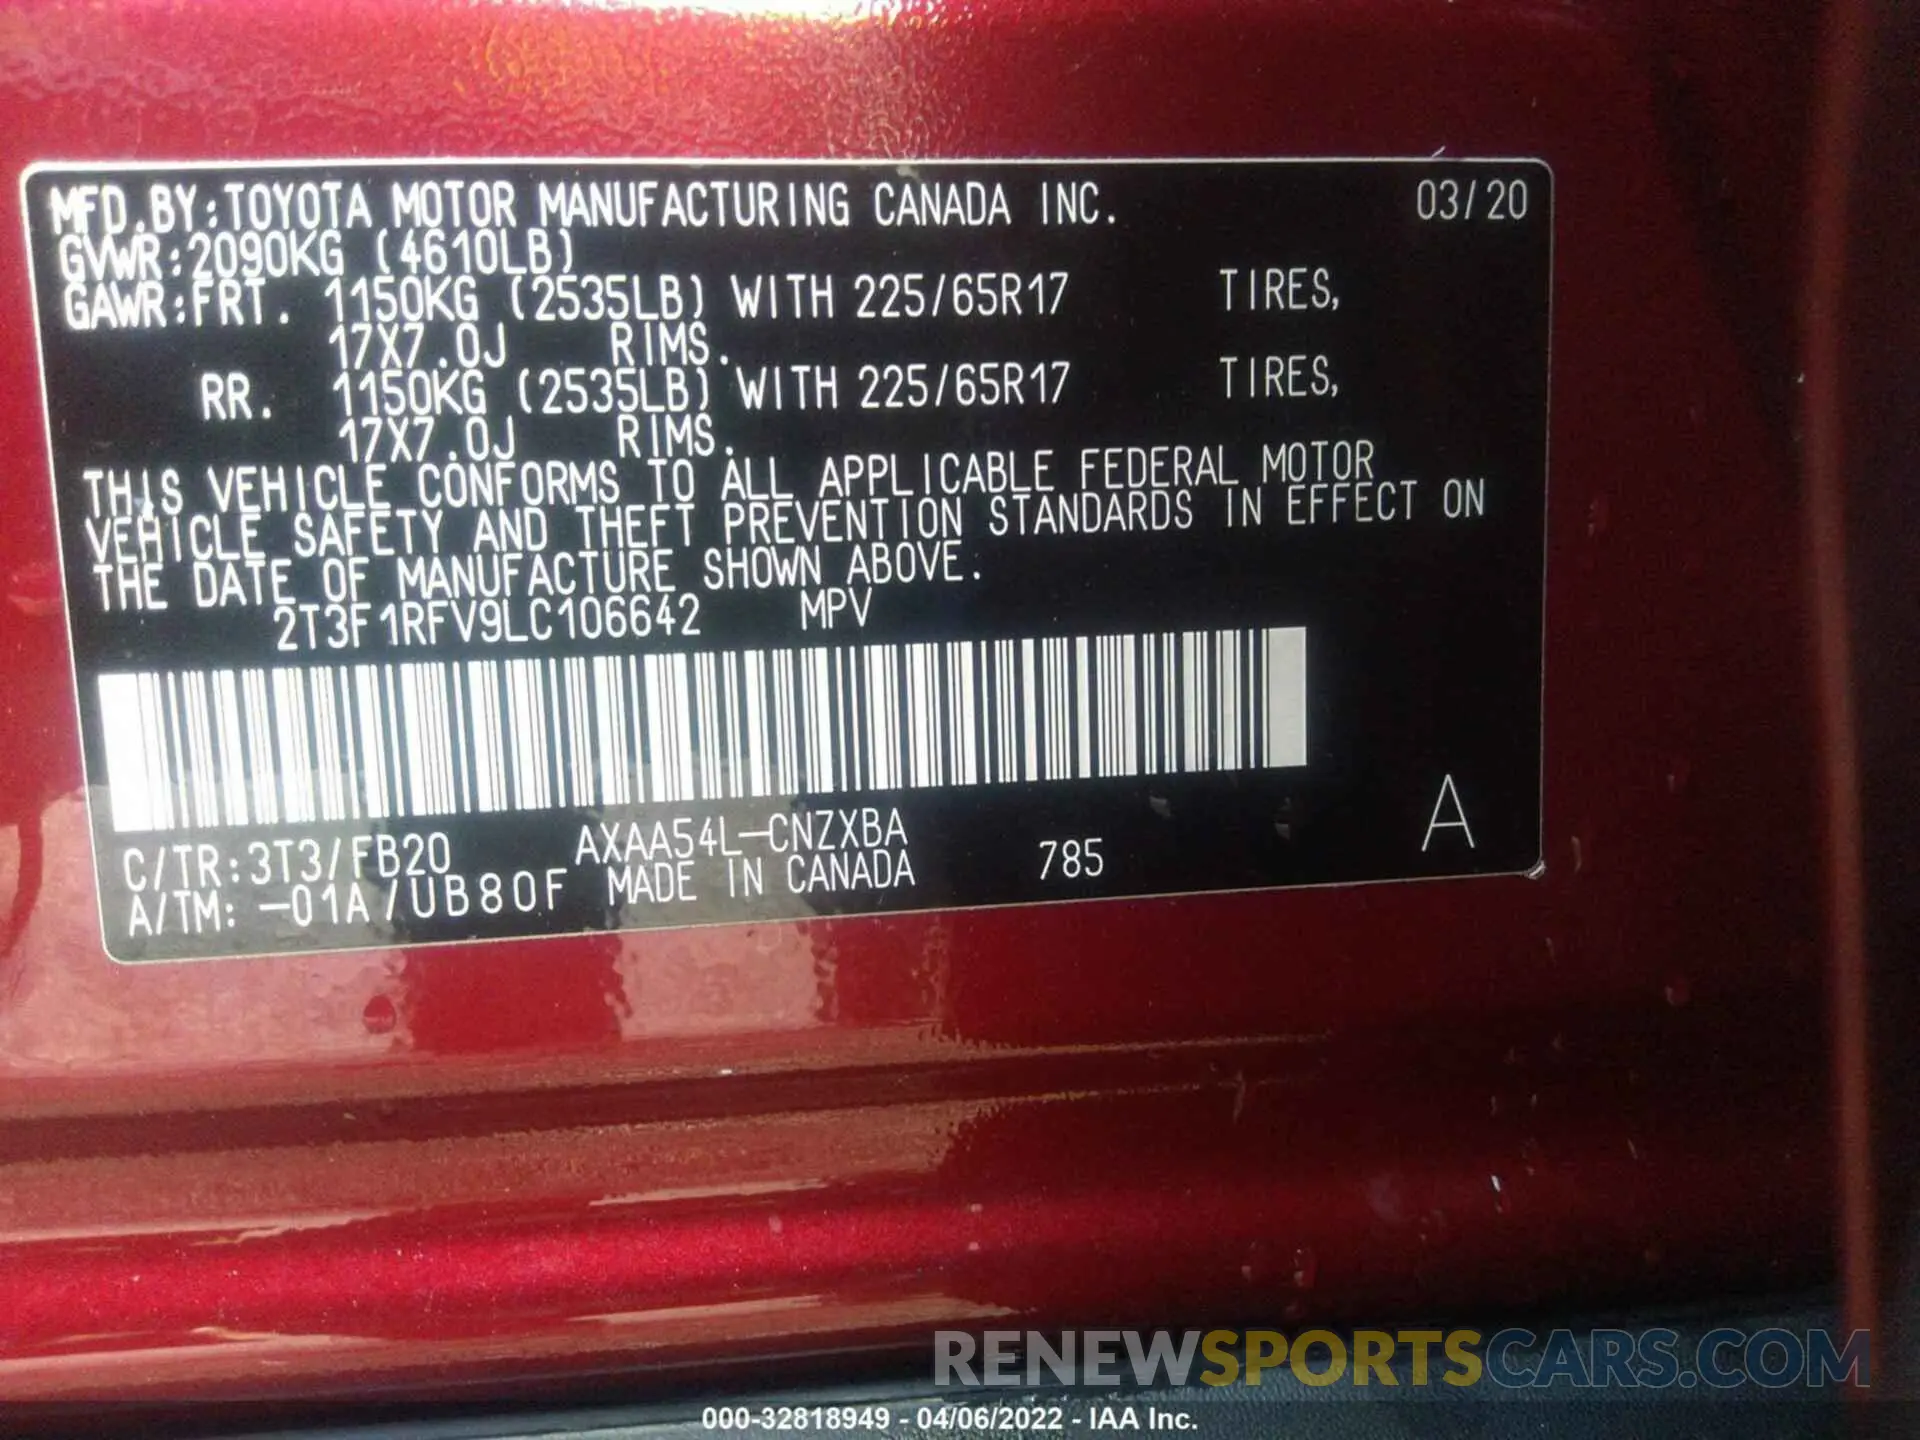 MFD.BY:TOYOTA MOTOR MANUFACTURING CANADA INC. 03/20
GVWR:2090KG (4610LB)
GAWR:FRT. 1150KG (2535LB) WITH 225/65R17 TIRES,
17X7.0J RIMS.
RR. 1150KG (2535LB) WITH 225/65R17 TIRES,
17X7.0J RIMS.
THIS VEHICLE CONFORMS TO ALL APPLICABLE FEDERAL MOTOR
VEHICLE SAFETY AND THEFT PREVENTION STANDARDS IN EFFECT ON
THE DATE OF MANUFACTURE SHOWN ABOVE.
2T3F1RFV9LC106642 MPV
C/TR:3T3/FB20 AXAA54L-CNZXBA A
A/TM: -01A/UB80F MADE IN CANADA 785
RENEWSPORTSCARS.COM
000-32818949 - 04/06/2022 - IAA Inc.